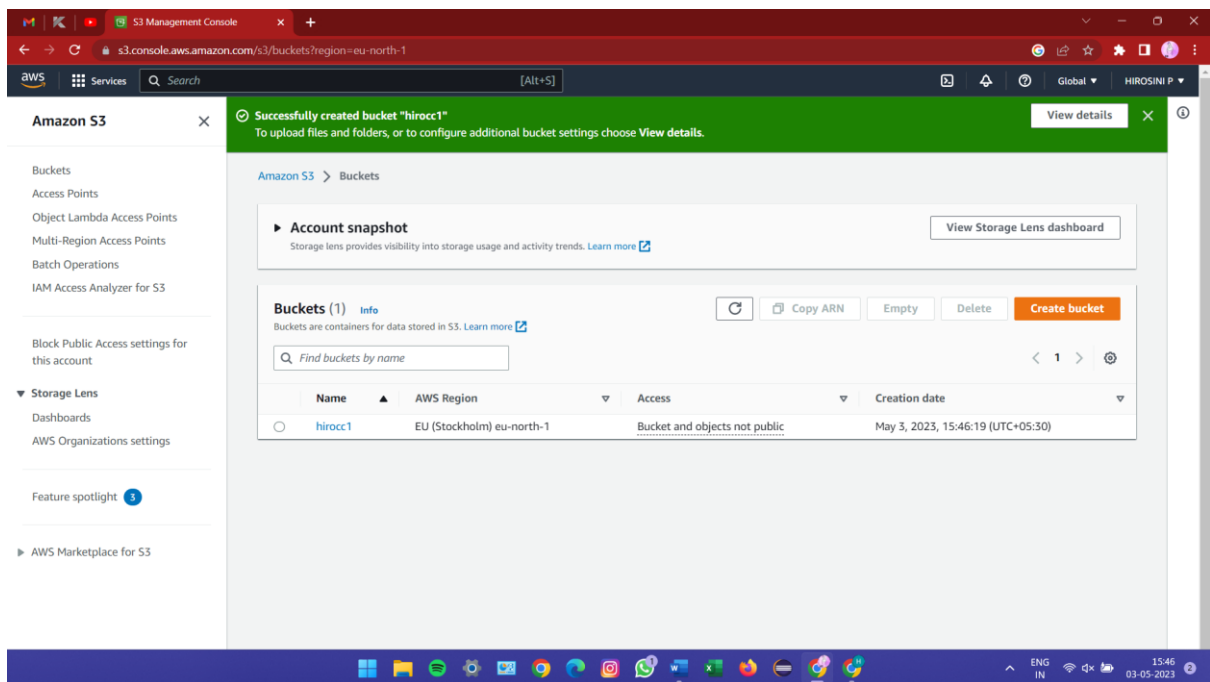 S3 Management Console
s3.console.aws.amazon.com/s3/buckets?region=eu-north-1
aws Services Search [Alt+S] Global HIROSINI P
Amazon S3
Successfully created bucket "hirocc1"
To upload files and folders, or to configure additional bucket settings choose View details.
View details
Buckets
Access Points
Object Lambda Access Points
Multi-Region Access Points
Batch Operations
IAM Access Analyzer for S3
Block Public Access settings for
this account
Storage Lens
Dashboards
AWS Organizations settings
Feature spotlight 3
AWS Marketplace for S3
Amazon S3 > Buckets
Account snapshot
Storage lens provides visibility into storage usage and activity trends. Learn more
View Storage Lens dashboard
Buckets (1) Info
Buckets are containers for data stored in S3. Learn more
Copy ARN Empty Delete Create bucket
Find buckets by name
1
Name AWS Region Access Creation date
hirocc1 EU (Stockholm) eu-north-1 Bucket and objects not public May 3, 2023, 15:46:19 (UTC+05:30)
ENG
IN
15:46
03-05-2023
2